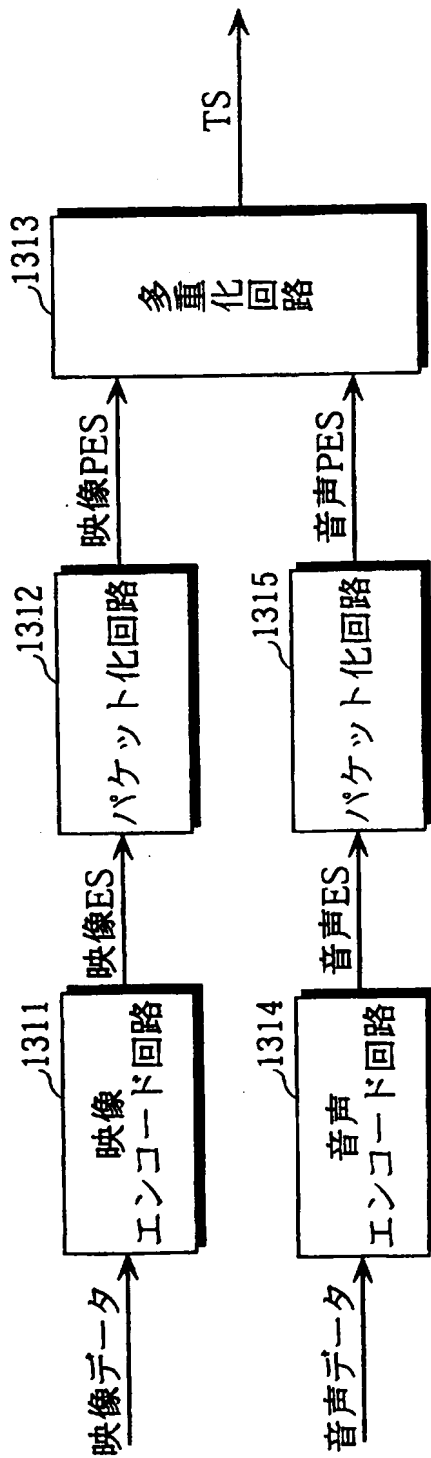 映像データ
1311
映像
エンコード回路
映像ES
1312
パケット化回路
映像PES
1313
多重化回路
TS
音声データ
1314
音声
エンコード回路
音声ES
1315
パケット化回路
音声PES